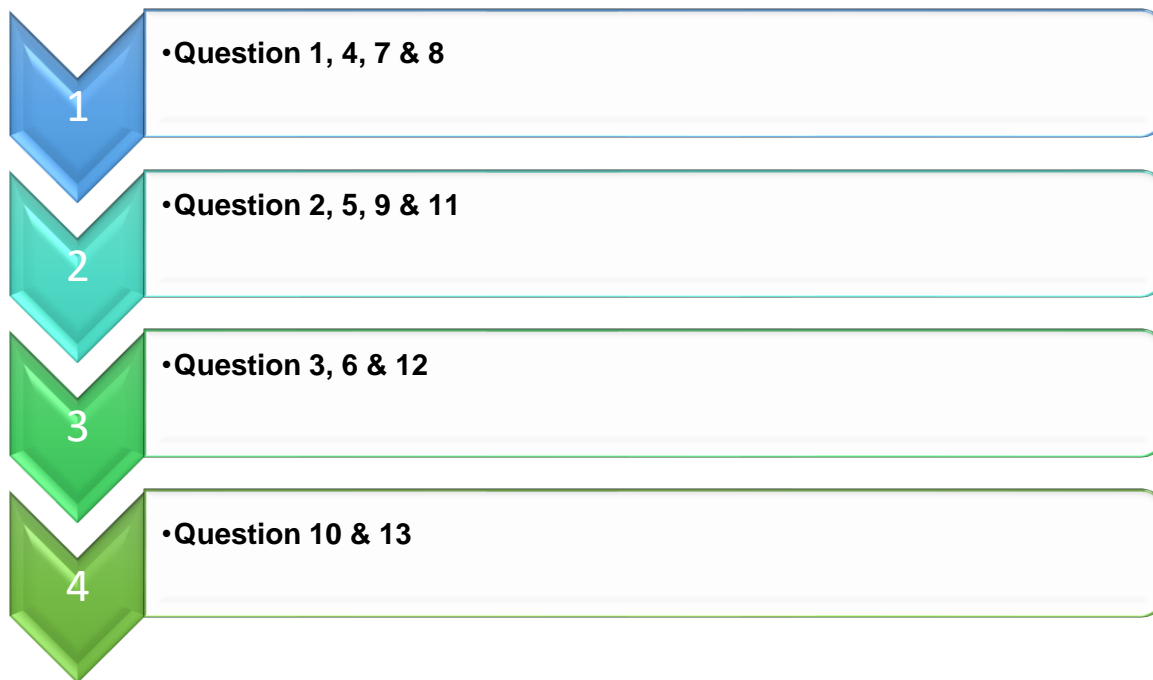 1
•Question 1, 4, 7 & 8
2
•Question 2, 5, 9 & 11
3
•Question 3, 6 & 12
4
•Question 10 & 13